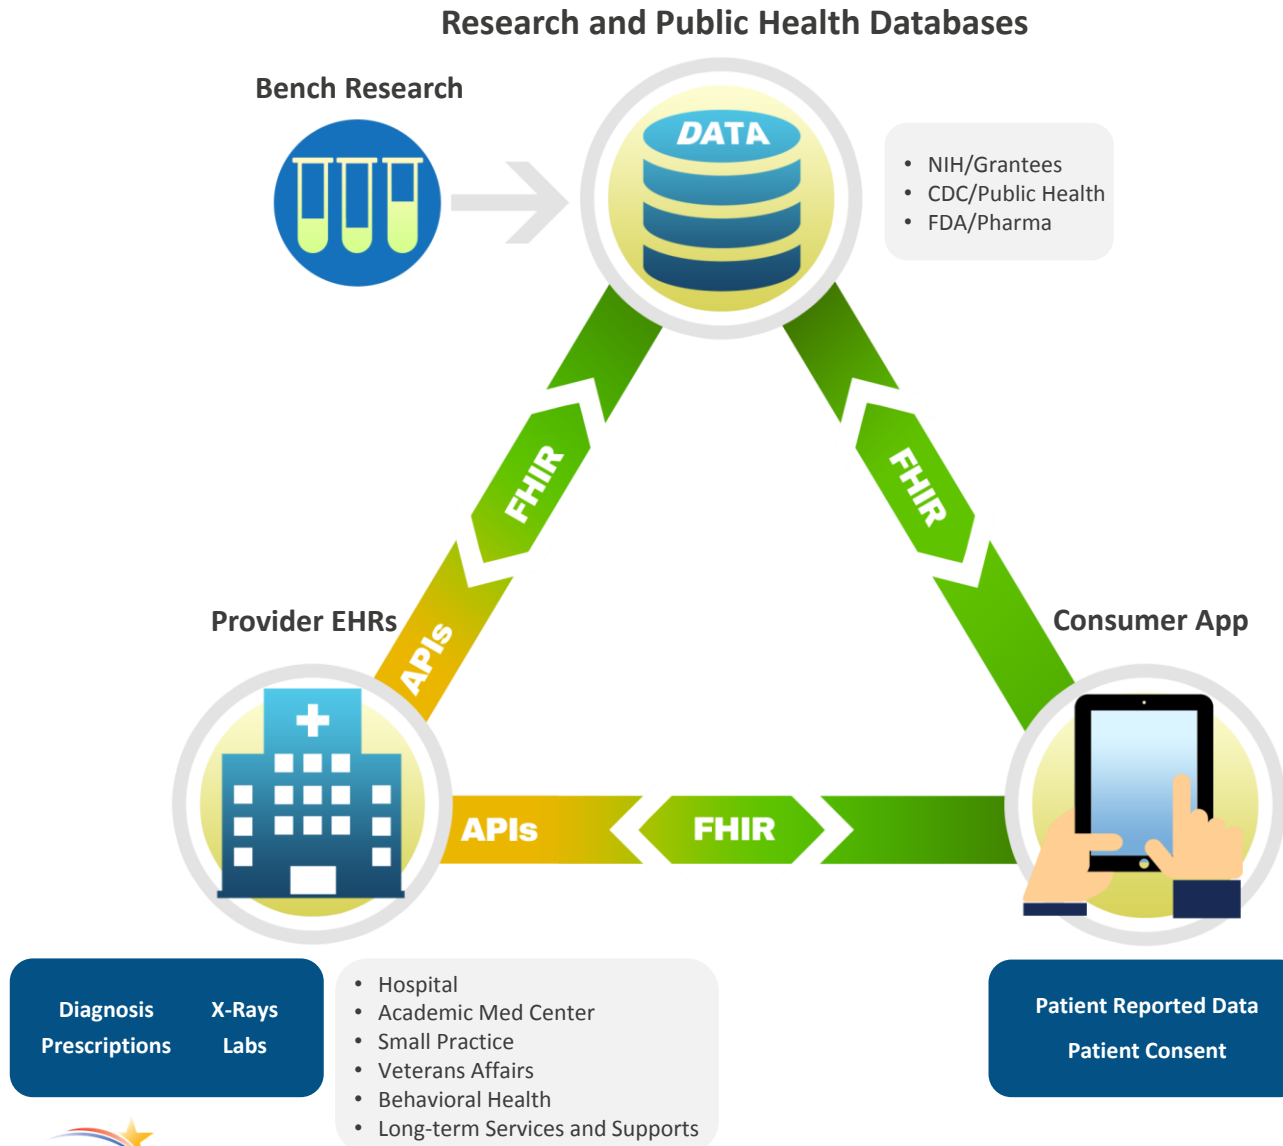 Research and Public Health Databases
Bench Research
DATA
• NIH/Grantees
• CDC/Public Health
• FDA/Pharma
FHIR
FHIR
Provider EHRs
APIs
Consumer App
APIs
FHIR
Diagnosis X-Rays
Prescriptions Labs
• Hospital
• Academic Med Center
• Small Practice
• Veterans Affairs
• Behavioral Health
• Long-term Services and Supports
Patient Reported Data
Patient Consent